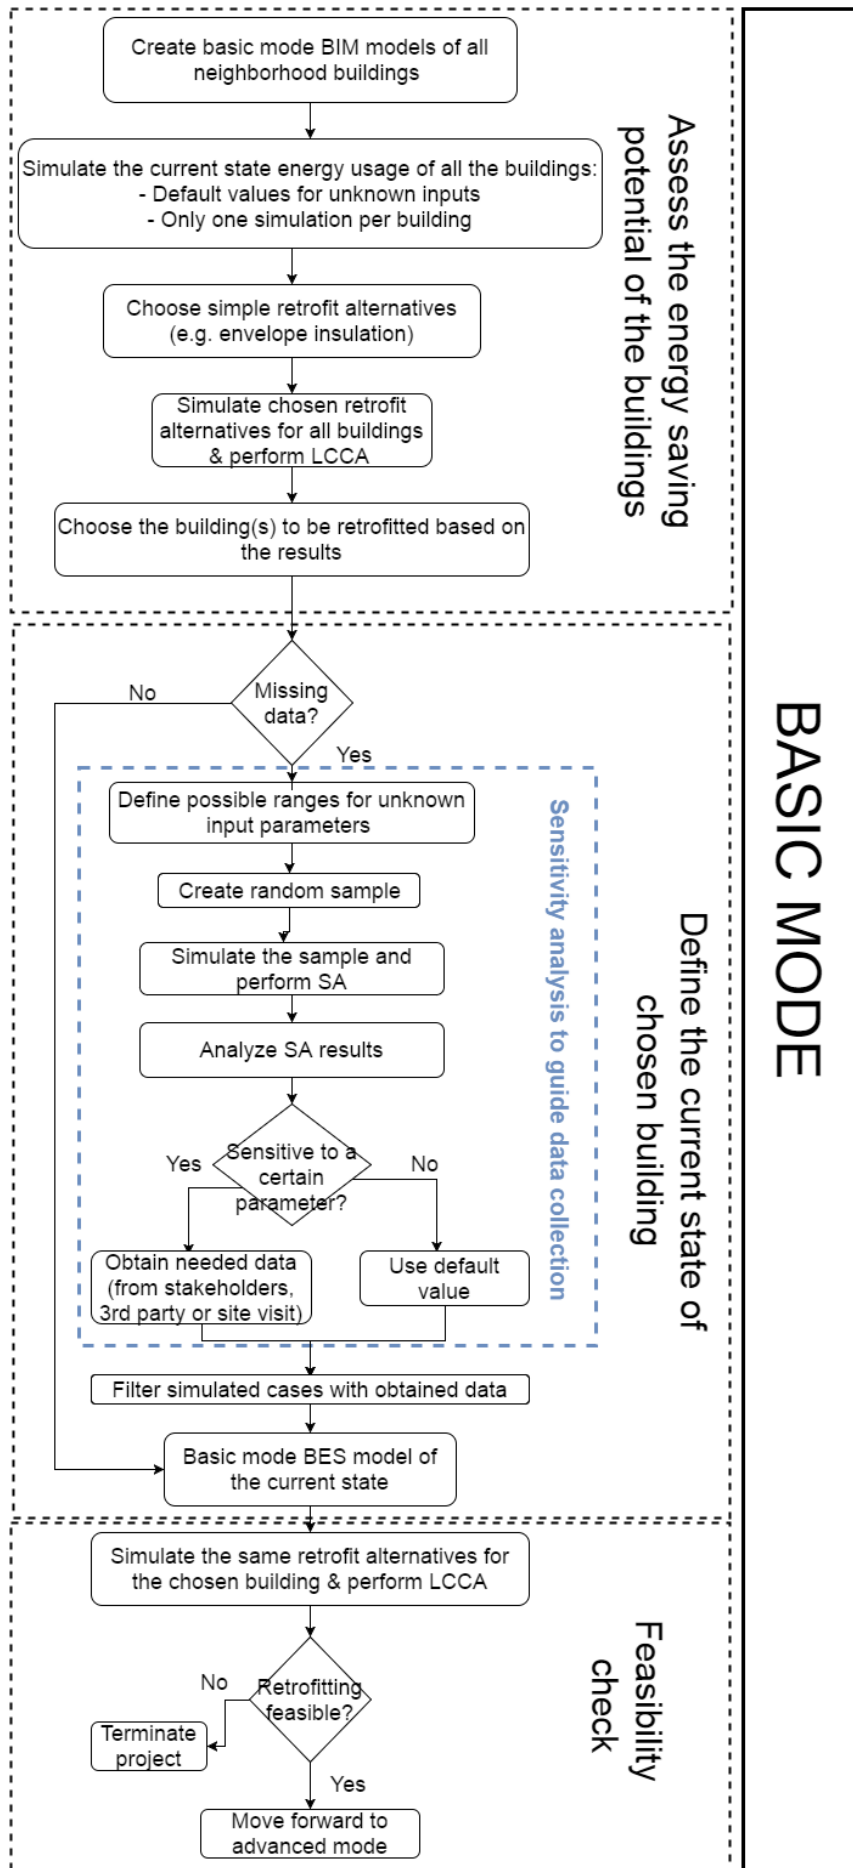 Create basic mode BIM models of all
neighborhood buildings
Simulate the current state energy usage of all the buildings:
- Default values for unknown inputs
- Only one simulation per building
Choose simple retrofit alternatives
(e.g. envelope insulation)
Simulate chosen retrofit
alternatives for all buildings
& perform LCCA
Choose the building(s) to be retrofitted based on
the results
Assess the energy saving
potential of the buildings
BASIC MODE
Missing
data?
No
Yes
Define possible ranges for unknown
input parameters
Create random sample
Simulate the sample and
perform SA
Analyze SA results
Sensitive to a
certain
parameter?
Yes
No
Obtain needed data
(from stakeholders,
3rd party or site visit)
Use default
value
Sensitivity analysis to guide data collection
Filter simulated cases with obtained data
Basic mode BES model of
the current state
Define the current state of
chosen building
Simulate the same retrofit alternatives for
the chosen building & perform LCCA
Retrofitting
feasible?
No
Terminate
project
Yes
Move forward to
advanced mode
Feasibility
check